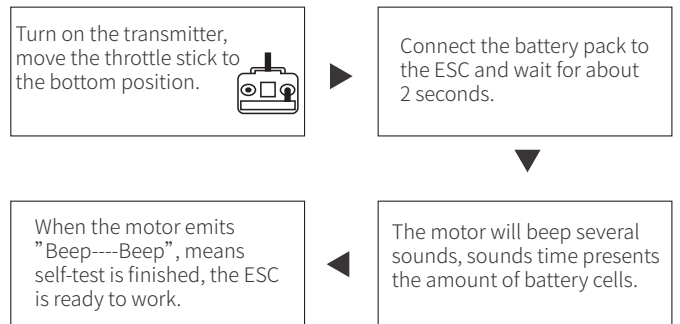 Turn on the transmitter,
move the throttle stick to
the bottom position.
Connect the battery pack to
the ESC and wait for about
2 seconds.
The motor will beep several
sounds, sounds time presents
the amount of battery cells.
When the motor emits
”Beep----Beep”, means
self-test is finished, the ESC
is ready to work.